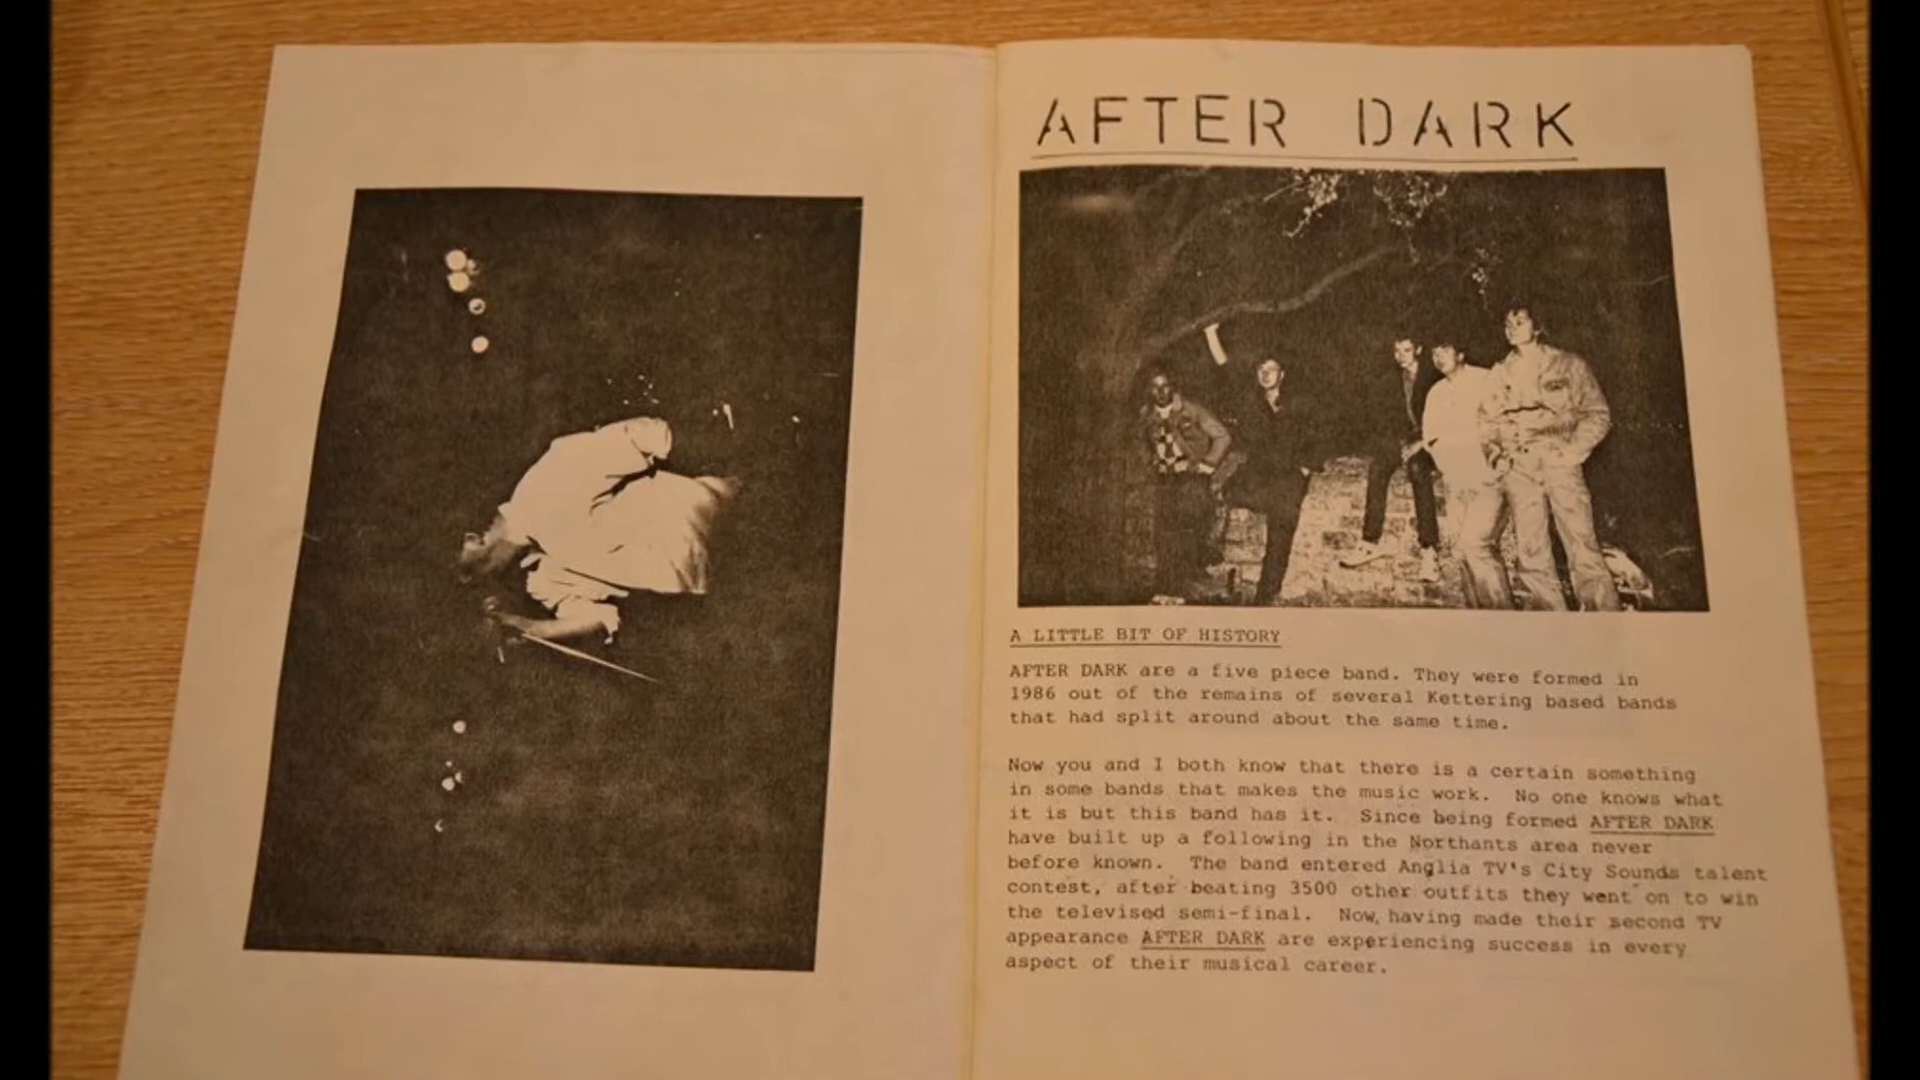 AFTER DARK
A LITTLE BIT OF HISTORY
AFTER DARK are a five piece band. They were formed in
1986 out of the remains of several Kettering based bands
that had split around about the same time.
Now you and I both know that there is a certain something
in some bands that makes the music work. No one knows what
it is but this band has it. Since being formed AFTER DARK
have built up a following in the Northants area never
before known. The band entered Anglia TV's City Sounds talent
contest, after beating 3500 other outfits they went on to win
the televised semi-final. Now, having made their second TV
appearance AFTER DARK are experiencing success in every
aspect of their musical career.